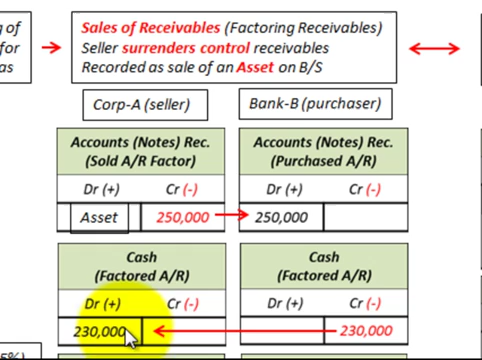 g of
for
as
Sales of Receivables (Factoring Receivables)
Seller surrenders control receivables
Recorded as sale of an Asset on B/S
Corp-A (seller)
Bank-B (purchaser)
Accounts (Notes) Rec.
(Sold A/R Factor)
Dr (+) Cr (-)
Asset 250,000
Accounts (Notes) Rec.
(Purchased A/R)
Dr (+) Cr (-)
250,000
Cash
(Factored A/R)
Dr (+) Cr (-)
230,000
Cash
(Factored A/R)
Dr (+) Cr (-)
230,000
5%)